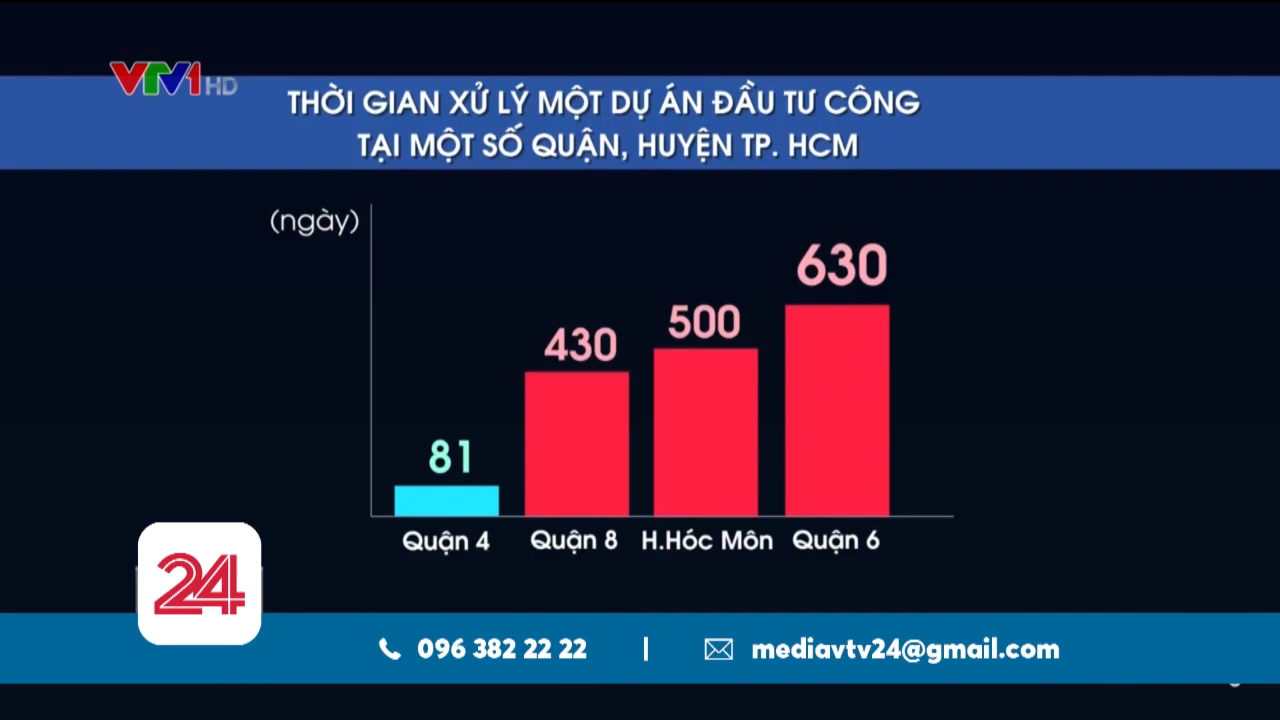 VTV1 HD
THỜI GIAN XỬ LÝ MỘT DỰ ÁN ĐẦU TƯ CÔNG
TẠI MỘT SỐ QUẬN, HUYỆN TP. HCM
(ngày)
81
430
500
630
Quận 4
Quận 8
H.Hóc Môn
Quận 6
24
096 382 22 22
mediavtv24@gmail.com